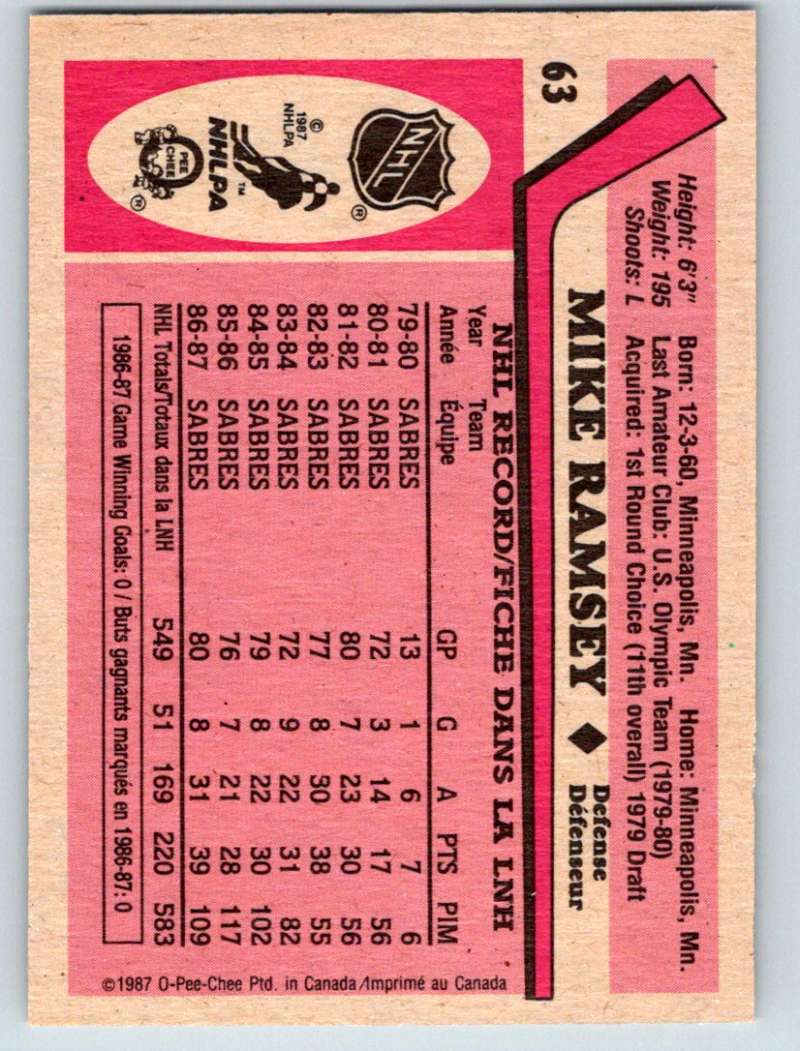 63
MIKE RAMSEY ◆ Defense
Défenseur
Height: 6'3" Born: 12-3-60, Minneapolis, Mn. Home: Minneapolis, Mn.
Weight: 195 Last Amateur Club: U.S. Olympic Team (1979-80)
Shoots: L Acquired: 1st Round Choice (11th overall) 1979 Draft
NHL ®
© 1987 NHLPA
NHLPA ™
O PEE CHEE ®
NHL RECORD/FICHE DANS LA LNH
Year Team
Année Équipe GP G A PTS PIM
79-80 SABRES 13 1 6 7 6
80-81 SABRES 72 3 14 17 56
81-82 SABRES 80 7 23 30 56
82-83 SABRES 77 8 30 38 55
83-84 SABRES 72 9 22 31 82
84-85 SABRES 79 8 22 30 102
85-86 SABRES 76 7 21 28 117
86-87 SABRES 80 8 31 39 109
NHL Totals/Totaux dans la LNH 549 51 169 220 583
1986-87 Game Winning Goals: 0 / Buts gagnants marqués en 1986-87: 0
©1987 O-Pee-Chee Ptd. in Canada/Imprimé au Canada